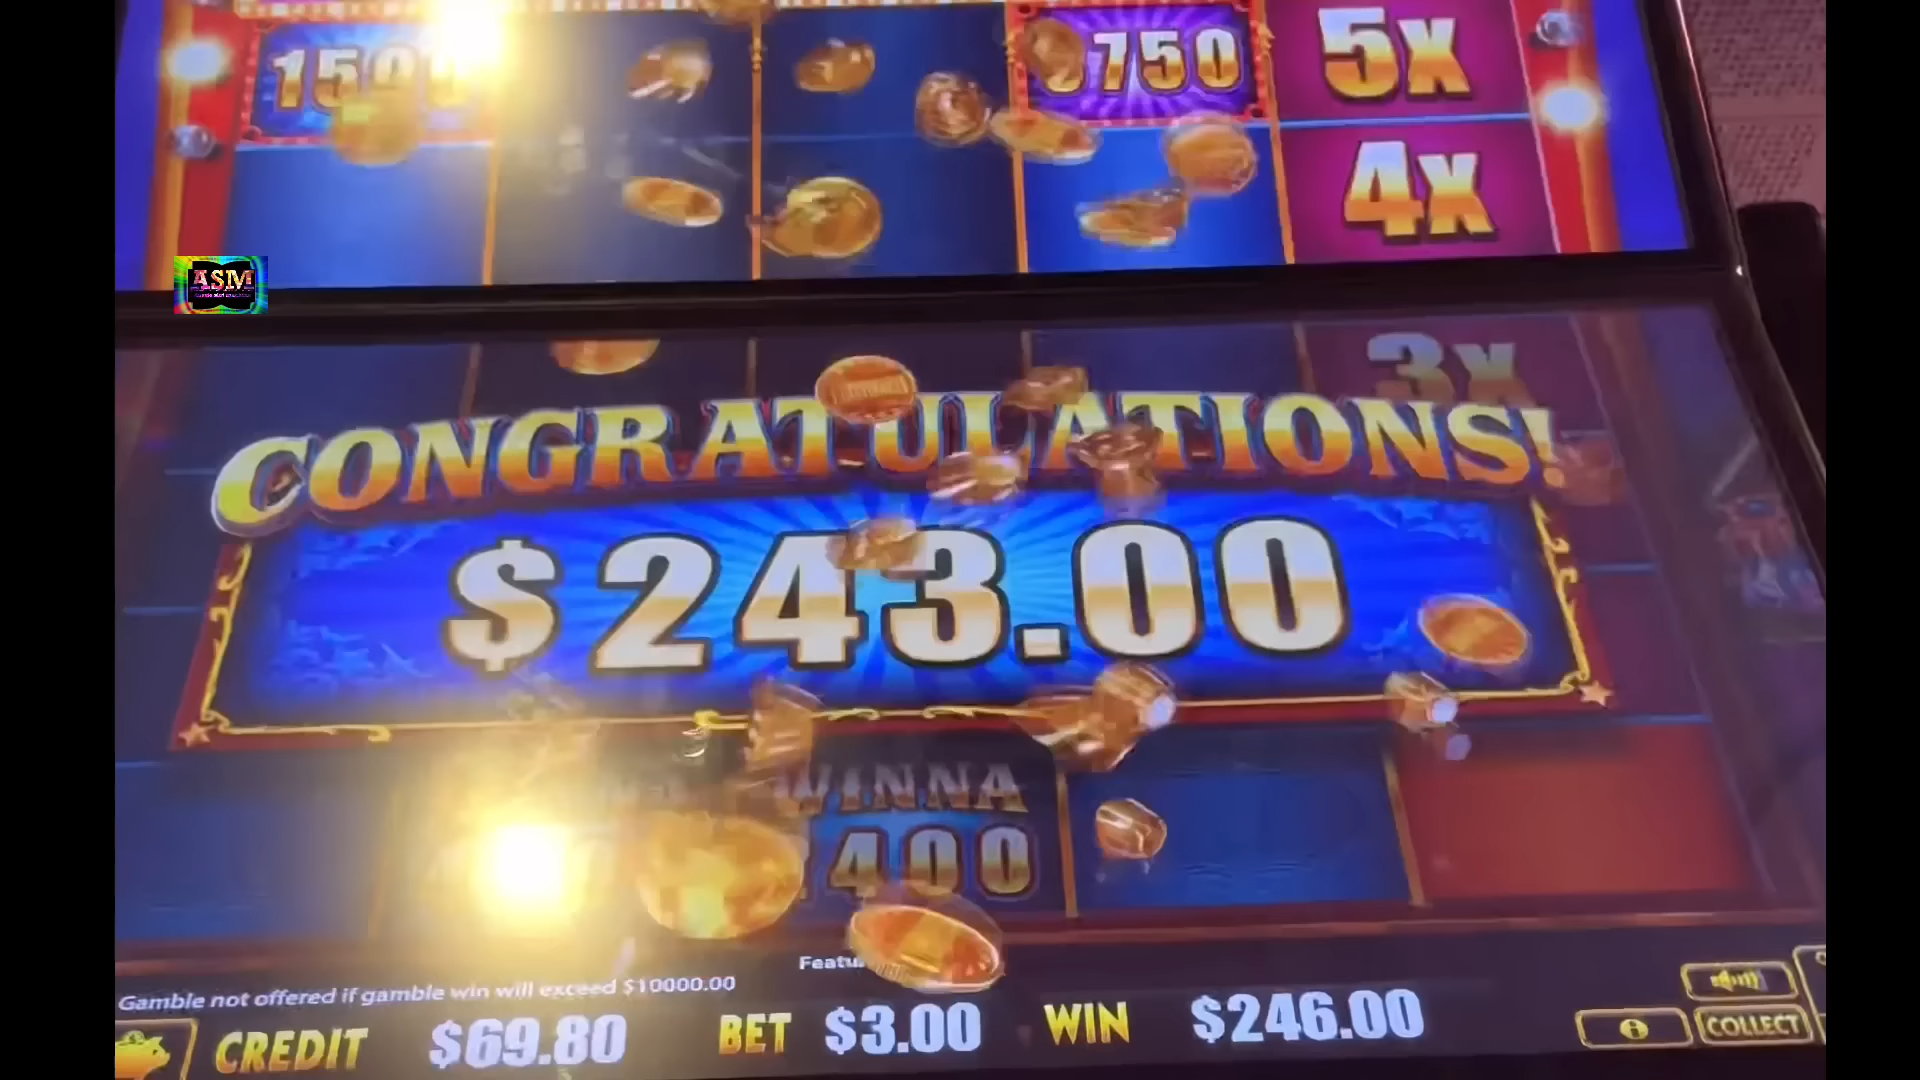 5x
750
4x
ASM
3x
CONGRATULATIONS!
$243.00
WINNA
400
Gamble not offered if gamble win will exceed $10000.00
CREDIT $69.80 BET $3.00 WIN $246.00
COLLECT